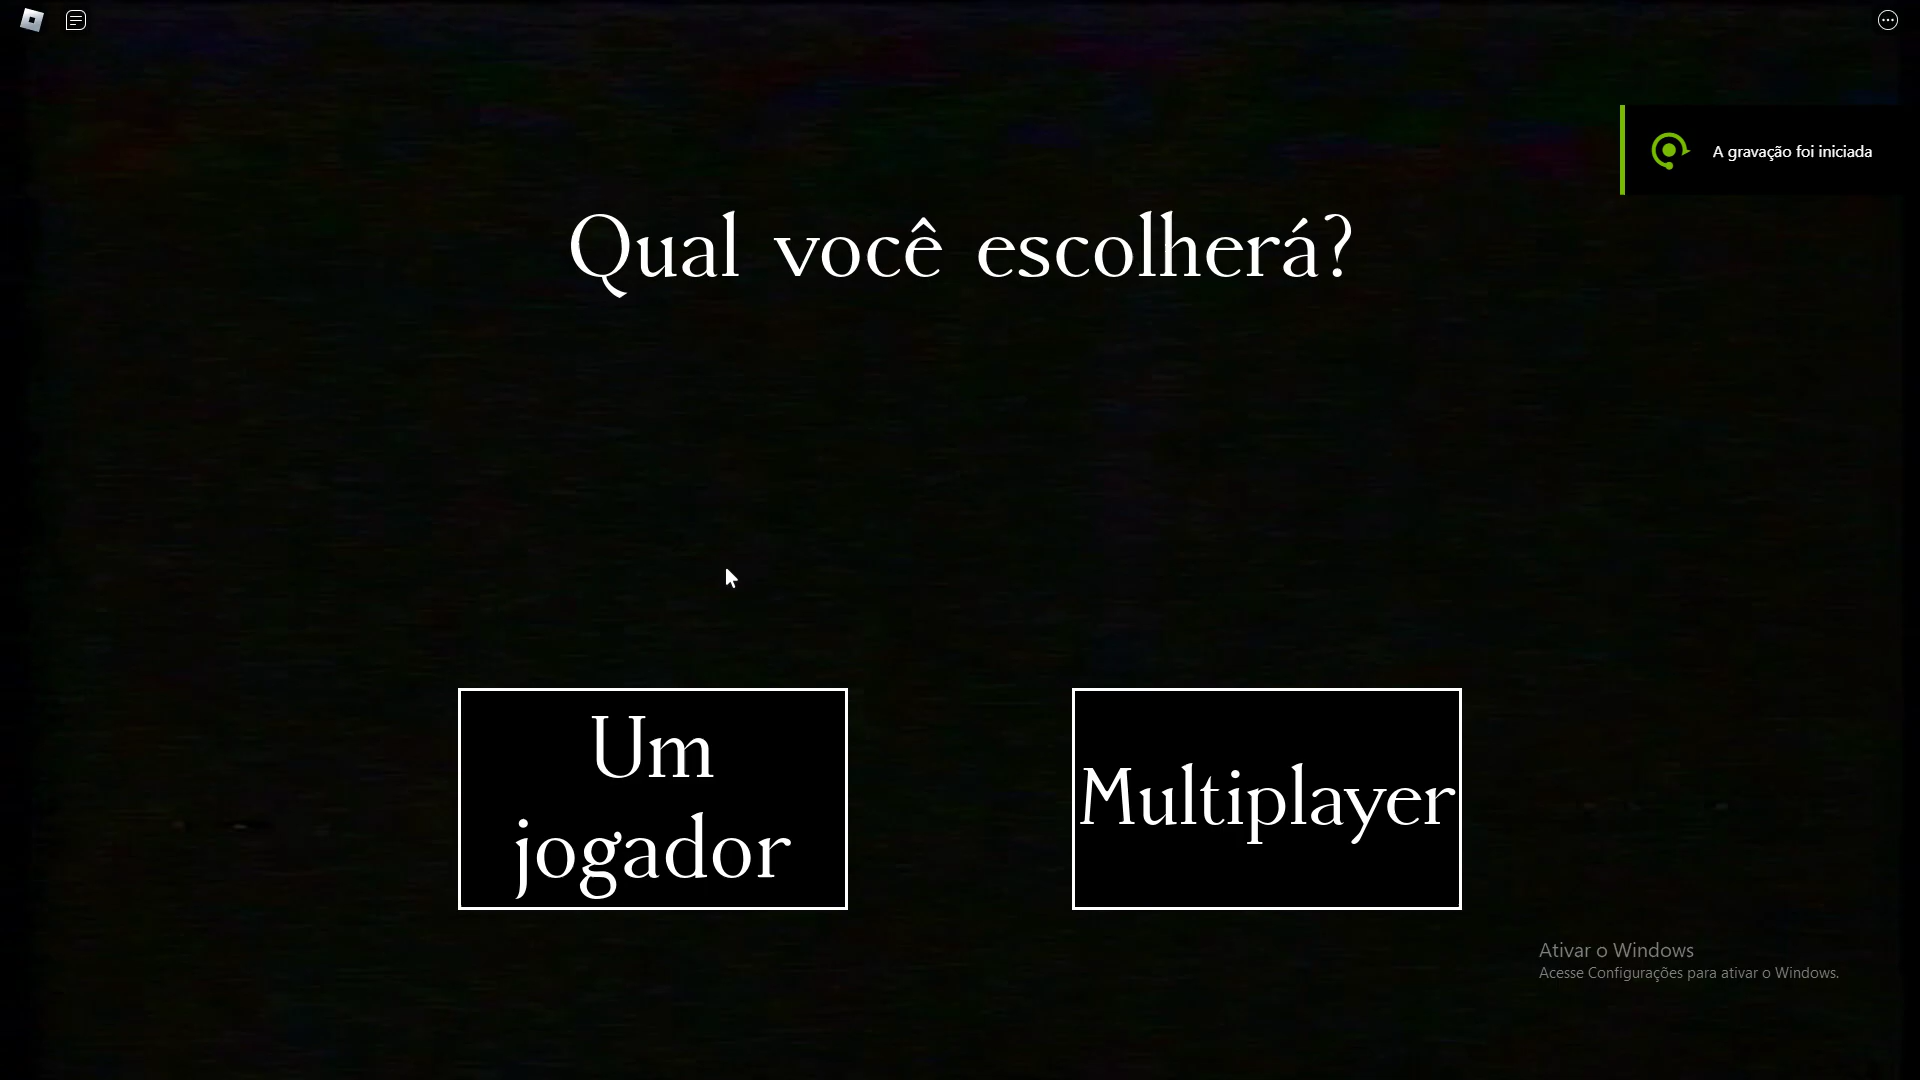 A gravação foi iniciada
Qual você escolherá?
Um
jogador
Multiplayer
Ativar o Windows
Acesse Configurações para ativar o Windows.